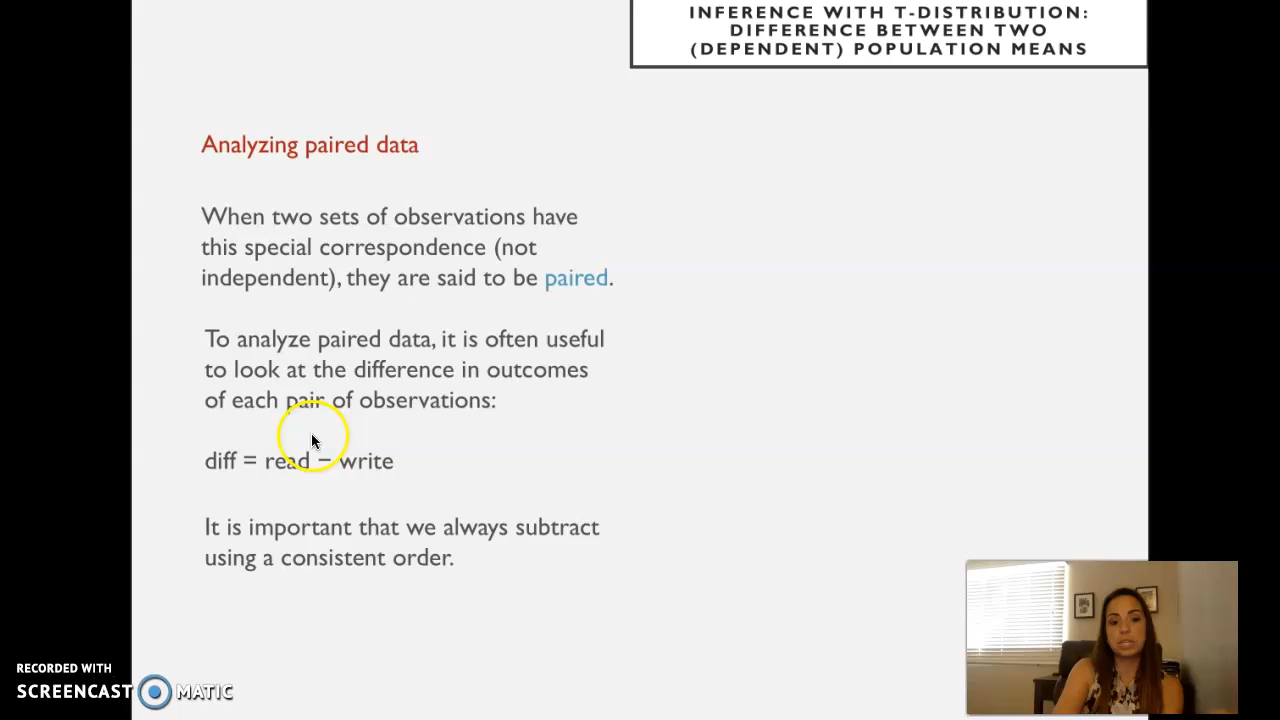 INFERENCE WITH T-DISTRIBUTION:
DIFFERENCE BETWEEN TWO
(DEPENDENT) POPULATION MEANS
Analyzing paired data
When two sets of observations have
this special correspondence (not
independent), they are said to be paired.
To analyze paired data, it is often useful
to look at the difference in outcomes
of each pair of observations:
diff = read − write
It is important that we always subtract
using a consistent order.
RECORDED WITH
SCREENCAST MATIC